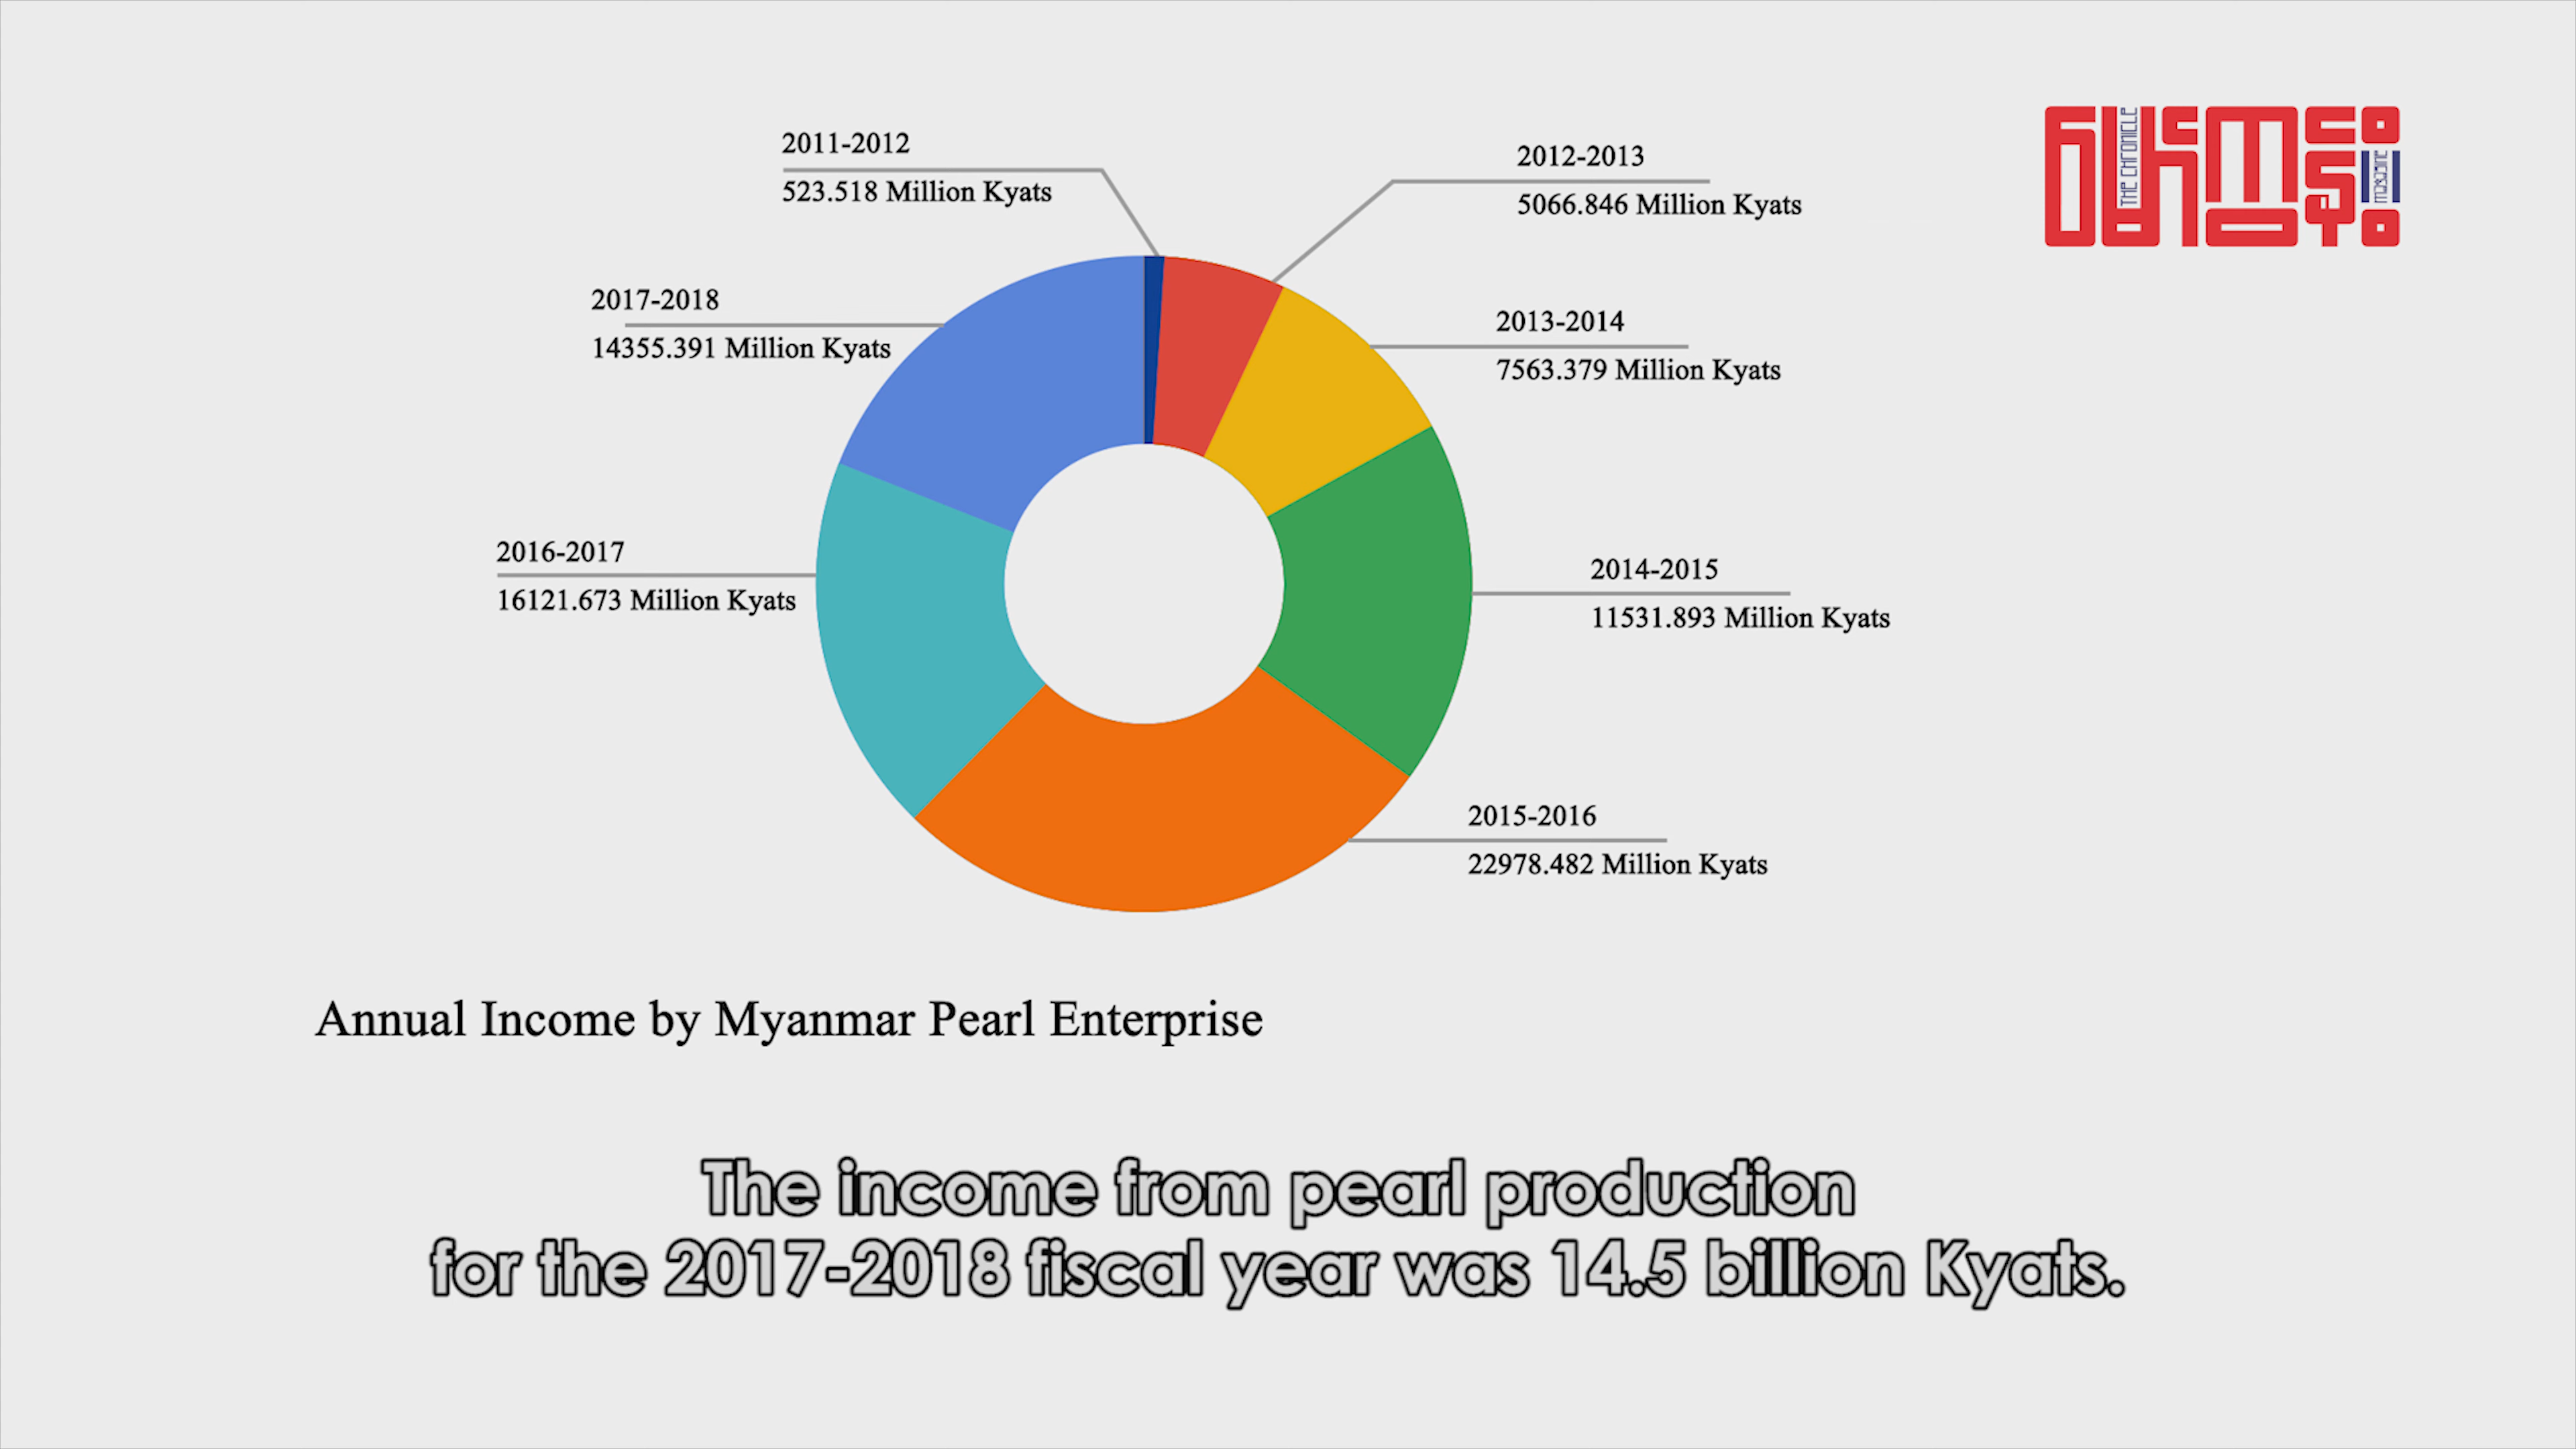 2011-2012
523.518 Million Kyats
2012-2013
5066.846 Million Kyats
2013-2014
7563.379 Million Kyats
2014-2015
11531.893 Million Kyats
2015-2016
22978.482 Million Kyats
2016-2017
16121.673 Million Kyats
2017-2018
14355.391 Million Kyats
THE CHRONICLE
Annual Income by Myanmar Pearl Enterprise
The income from pearl production
for the 2017-2018 fiscal year was 14.5 billion Kyats.